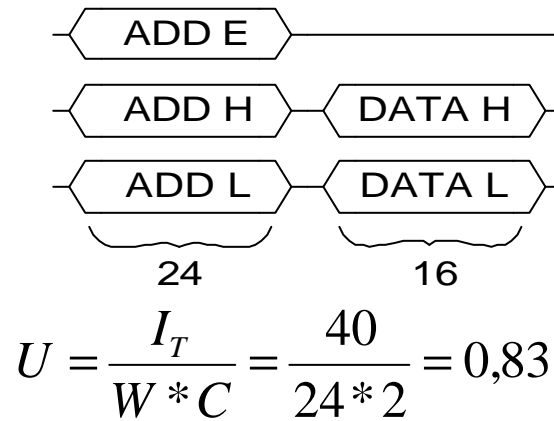 ADD E
ADD H DATA H
ADD L DATA L
24 16
U = I_T / W * C = 40 / 24 * 2 = 0,83